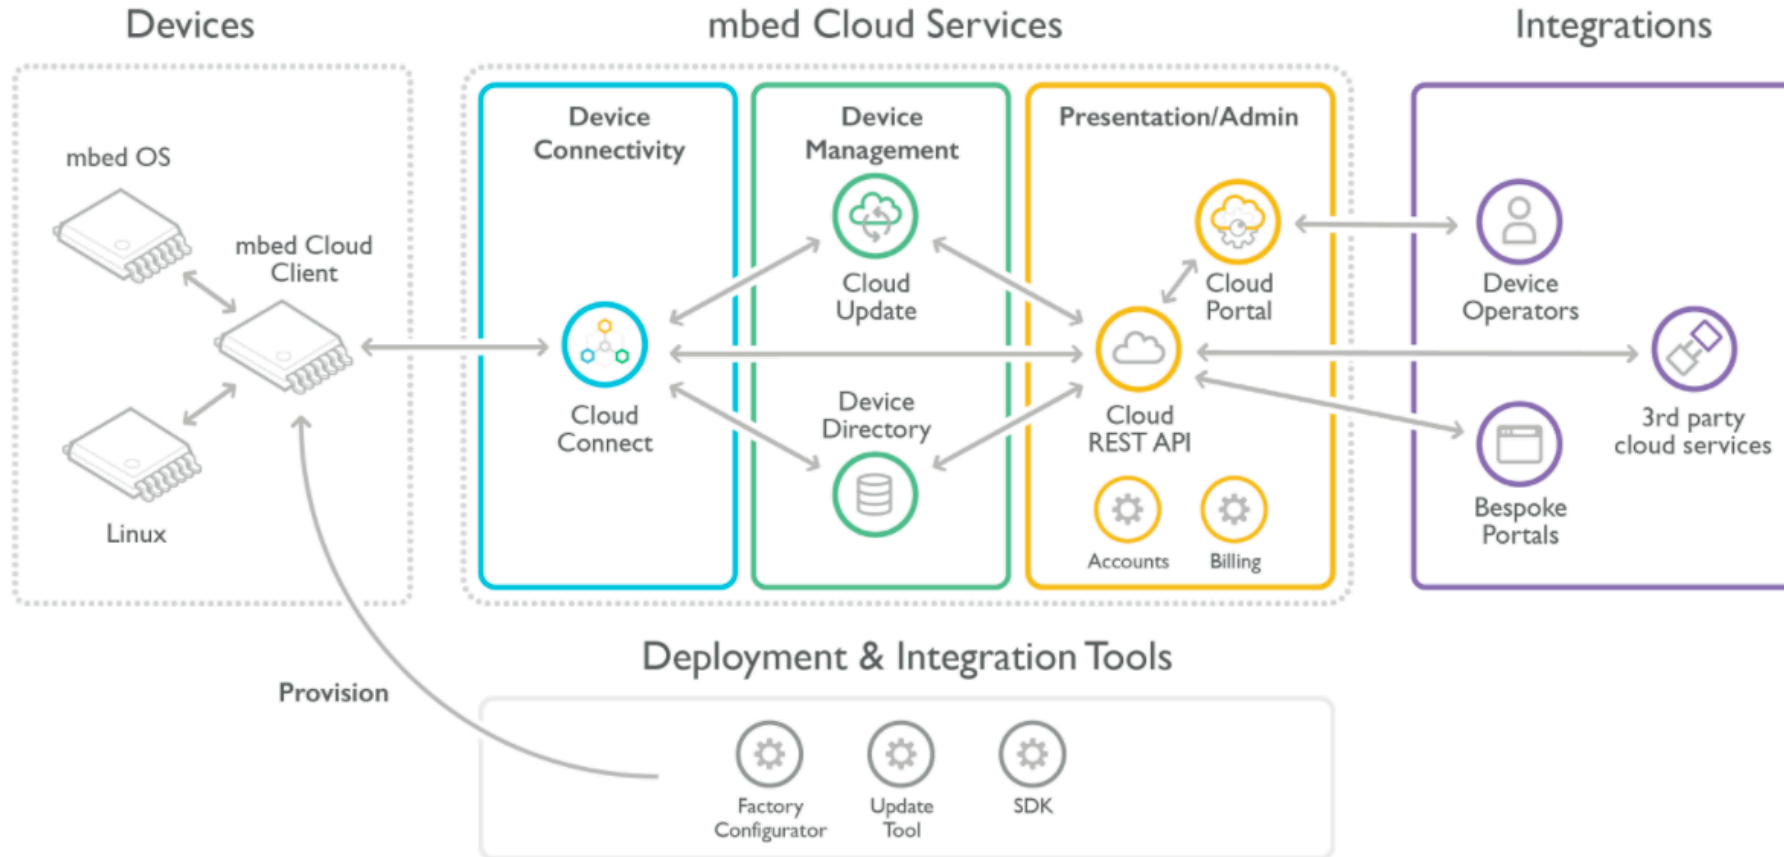 Devices
mbed Cloud Services
Integrations
mbed OS
mbed Cloud
Client
Linux
Device
Connectivity
Cloud
Connect
Device
Management
Cloud
Update
Device
Directory
Presentation/Admin
Cloud
Portal
Cloud
REST API
Accounts
Billing
Device
Operators
3rd party
cloud services
Bespoke
Portals
Provision
Deployment & Integration Tools
Factory
Configurator
Update
Tool
SDK